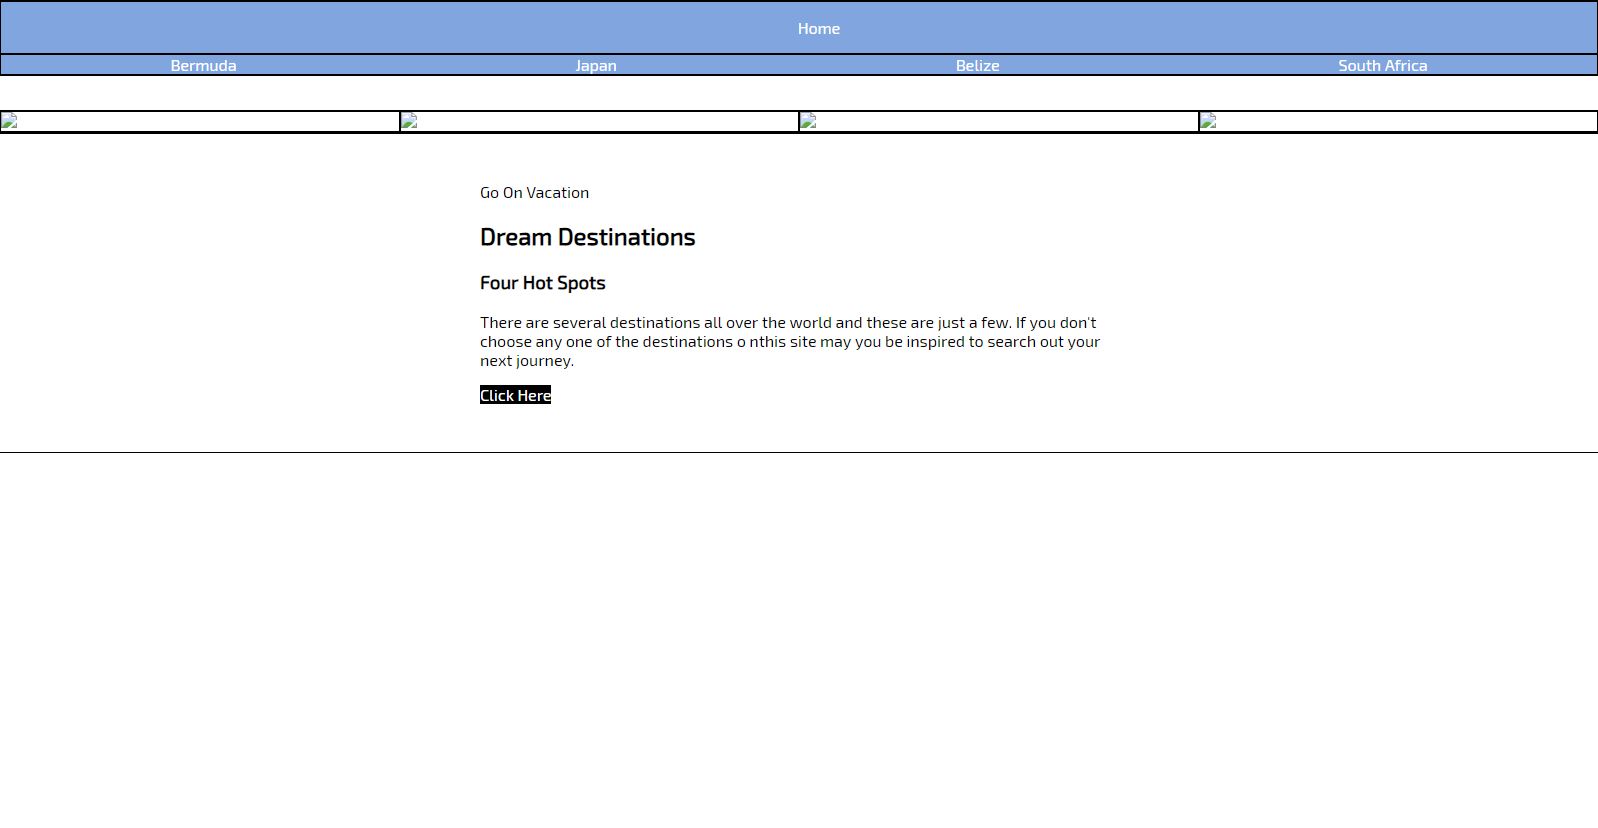 Home
Bermuda Japan Belize South Africa
Go On Vacation
Dream Destinations
Four Hot Spots
There are several destinations all over the world and these are just a few. If you don't
choose any one of the destinations o nthis site may you be inspired to search out your
next journey.
Click Here